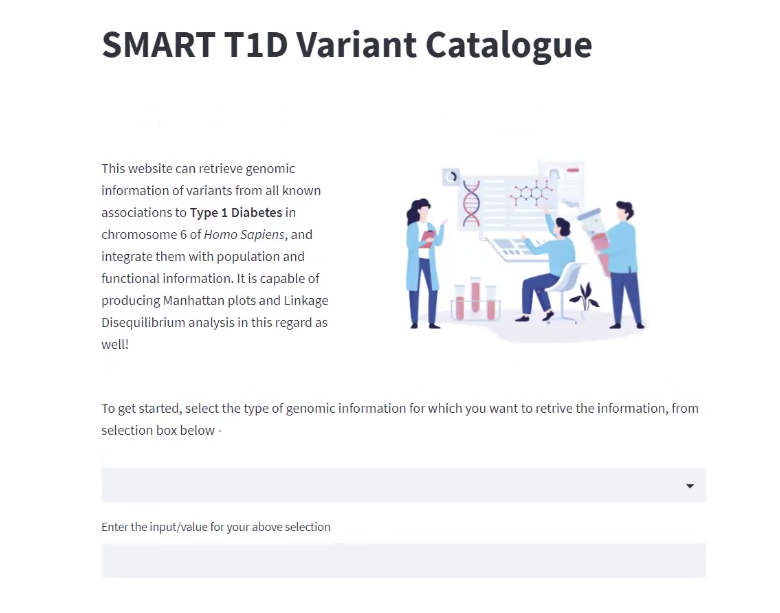 SMART T1D Variant Catalogue
This website can retrieve genomic
information of variants from all known
associations to Type 1 Diabetes in
chromosome 6 of Homo Sapiens, and
integrate them with population and
functional information. It is capable of
producing Manhattan plots and Linkage
Disequilibrium analysis in this regard as
well!
To get started, select the type of genomic information for which you want to retrive the information, from
selection box below -
Enter the input/value for your above selection